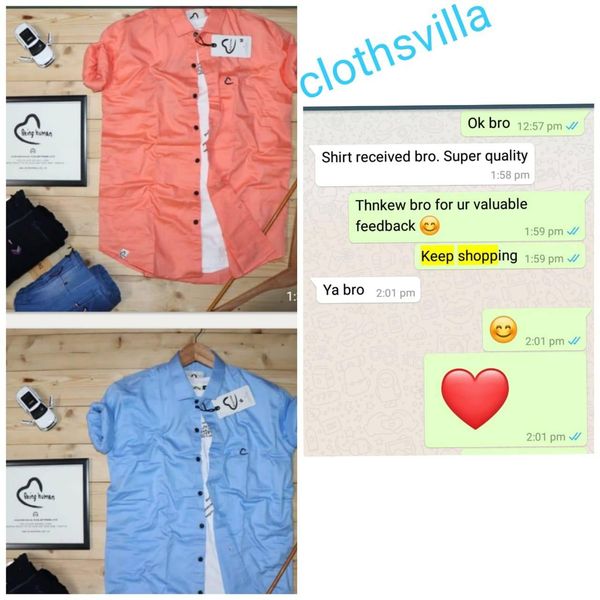 clothsvilla
Ok bro 12:57 pm
Shirt received bro. Super quality
1:58 pm
Thnkew bro for ur valuable
feedback 😊 1:59 pm
Keep shopping 1:59 pm
Ya bro 2:01 pm
😊 2:01 pm
❤️
2:01 pm
being human
being human